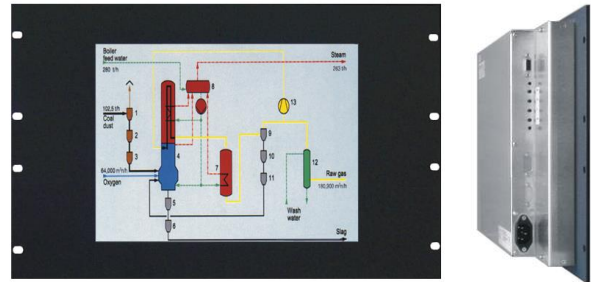 Boiler
feed water
260 t/h
Steam
262 t/h
8
13
102,5 t/h
Coal
dust
1
2
3
4
64,000 m³/h
Oxygen
5
6
7
9
10
11
12
Raw gas
180,000 m³/h
Wash
water
Slag